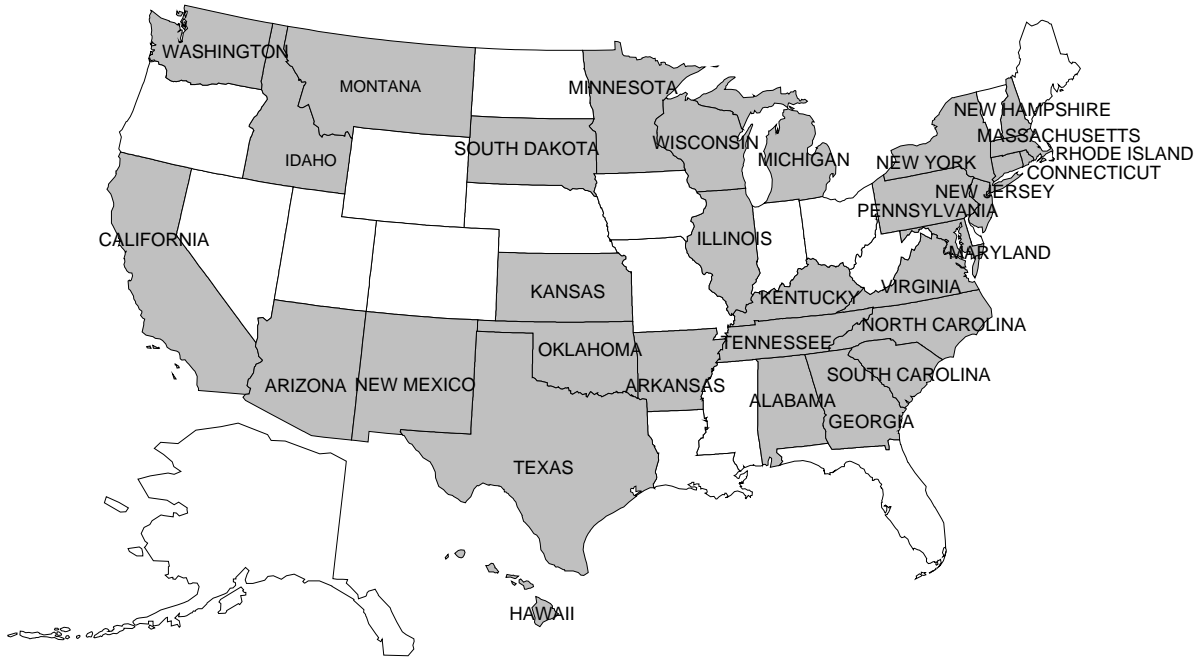 WASHINGTON
MONTANA
MINNESOTA
NEW HAMPSHIRE
MASSACHUSETTS
SOUTH DAKOTA
WISCONSIN
RHODE ISLAND
IDAHO
MICHIGAN
NEW YORK
CONNECTICUT
NEW JERSEY
PENNSYLVANIA
CALIFORNIA
ILLINOIS
MARYLAND
KANSAS
KENTUCKY
VIRGINIA
NORTH CAROLINA
OKLAHOMA
TENNESSEE
SOUTH CAROLINA
ARIZONA
NEW MEXICO
ARKANSAS
ALABAMA
GEORGIA
TEXAS
HAWAII